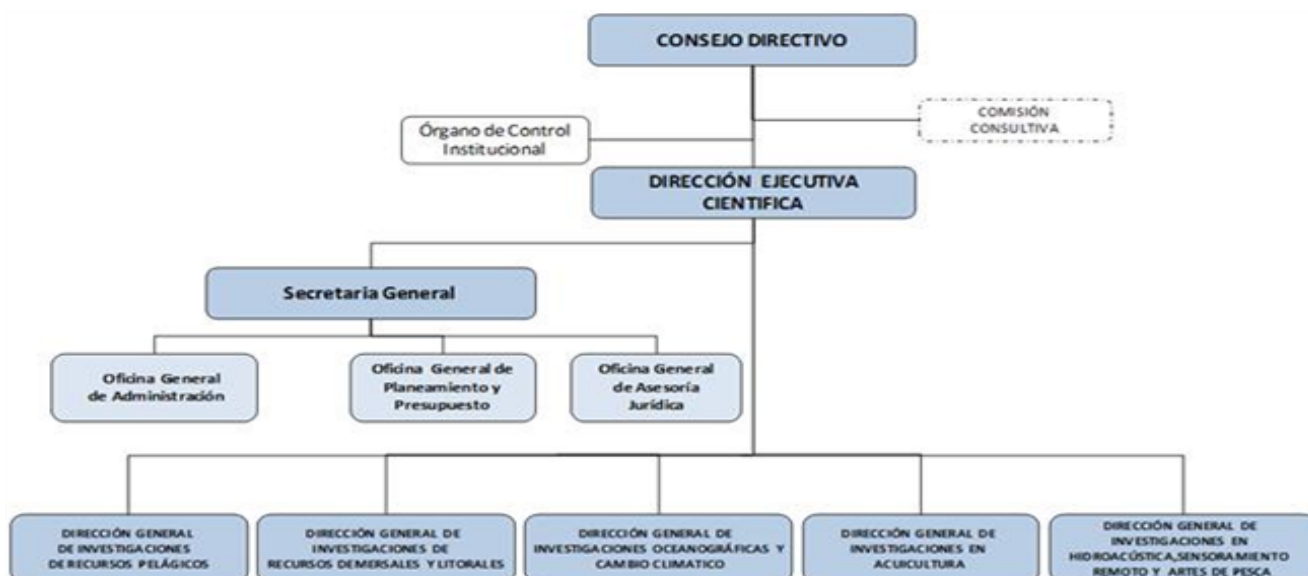 CONSEJO DIRECTIVO
COMISIÓN
CONSULTIVA
Órgano de Control
Institucional
DIRECCIÓN EJECUTIVA
CIENTIFICA
Secretaria General
Oficina General
de Administración
Oficina General de
Planeamiento y
Presupuesto
Oficina General
de Asesoría
Jurídica
DIRECCIÓN GENERAL
DE INVESTIGACIONES
DE RECURSOS PELÁGICOS
DIRECCIÓN GENERAL DE
INVESTIGACIONES DE
RECURSOS DEMERSALES Y LITORALES
DIRECCIÓN GENERAL DE
INVESTIGACIONES OCEANOGRÁFICAS Y
CAMBIO CLIMATICO
DIRECCIÓN GENERAL DE
INVESTIGACIONES EN
ACUICULTURA
DIRECCIÓN GENERAL DE
INVESTIGACIONES EN
HIDROACÚSTICA,SENSORAMIENTO
REMOTO Y ARTES DE PESCA